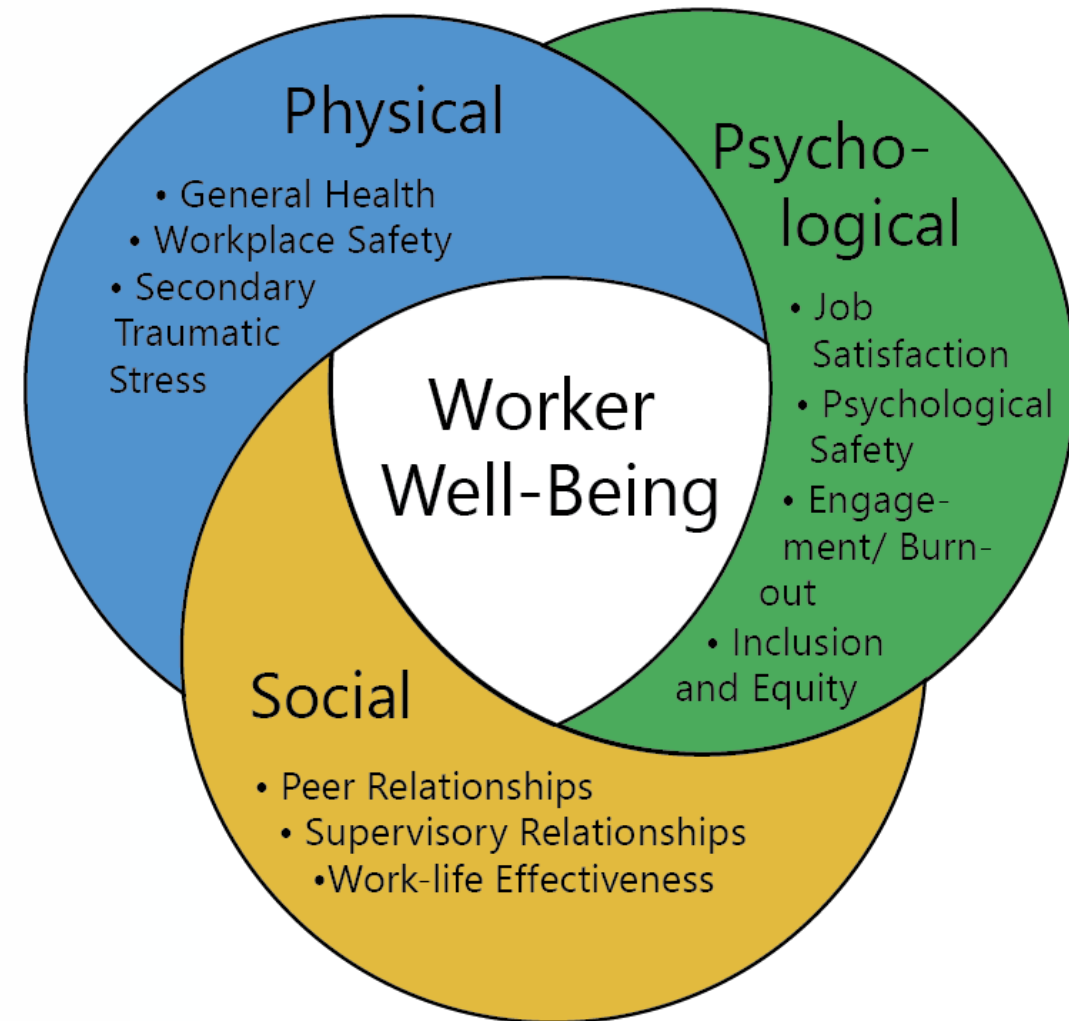 Physical
• General Health
• Workplace Safety
• Secondary
Traumatic
Stress
Psycho-
logical
• Job
Satisfaction
• Psychological
Safety
• Engage-
ment/ Burn-
out
• Inclusion
and Equity
Worker
Well-Being
Social
• Peer Relationships
• Supervisory Relationships
•Work-life Effectiveness